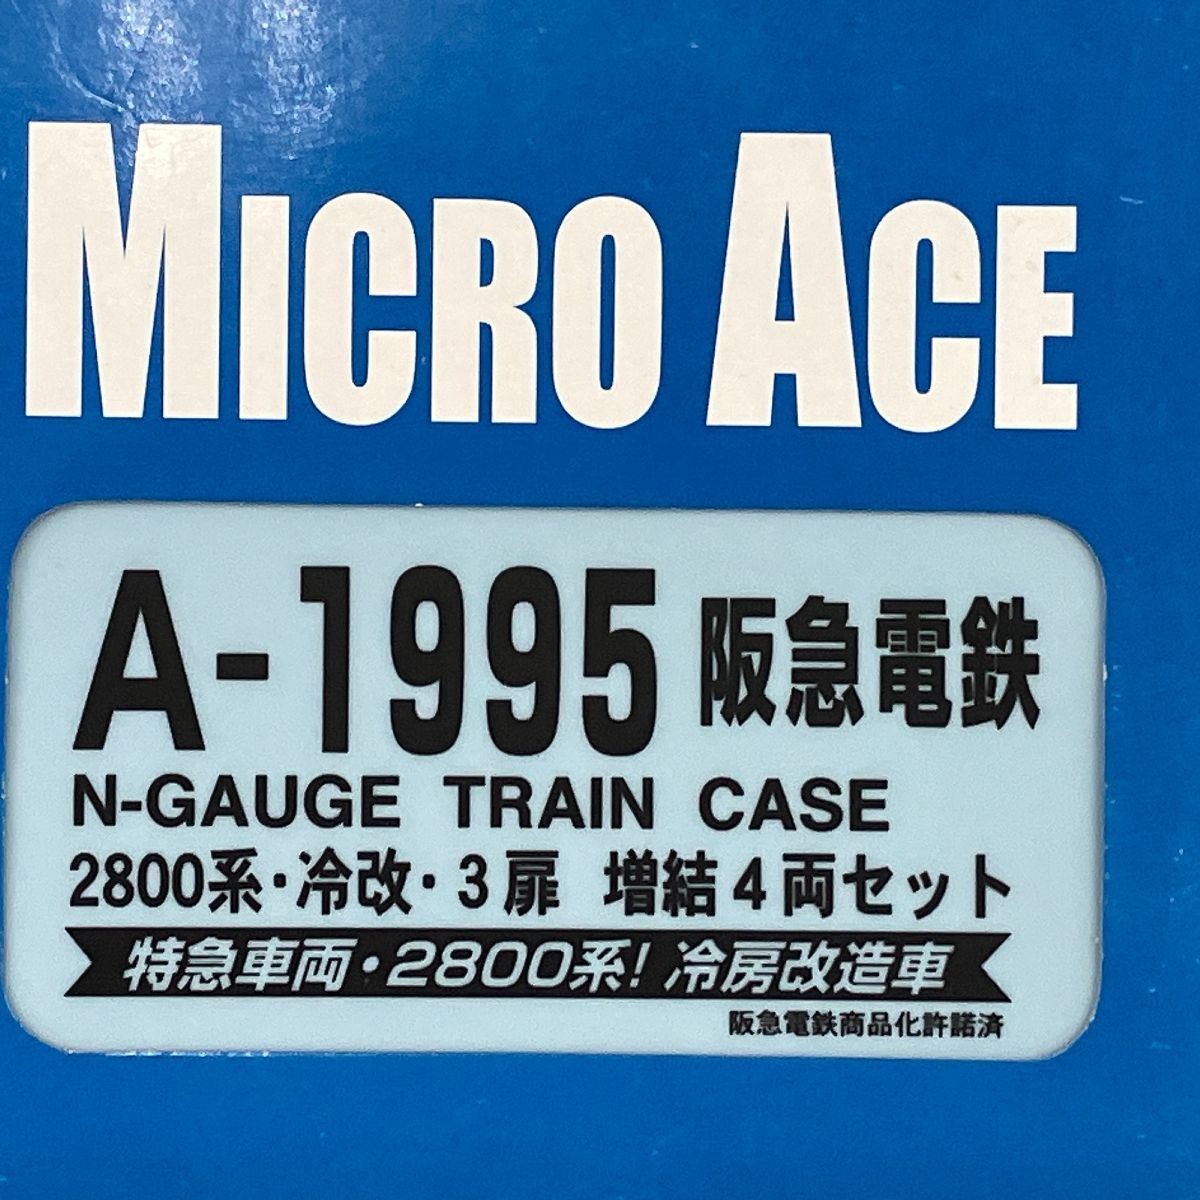 MICRO ACE
A-1995 阪急電鉄
N-GAUGE TRAIN CASE
2800系・冷改・3扉 増結4両セット
特急車両・2800系! 冷房改造車
阪急電鉄商品化許諾済